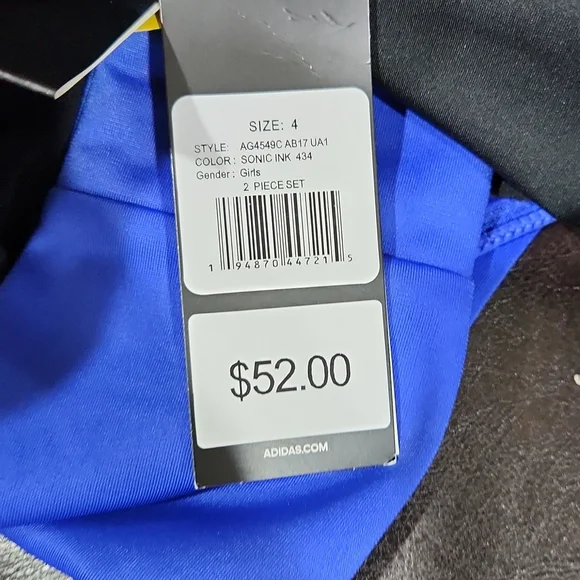 SIZE: 4
STYLE: AG4549C AB17 UA1
COLOR: SONIC INK 434
Gender: Girls
2 PIECE SET
1 94870 44721 5
$52.00
ADIDAS.COM